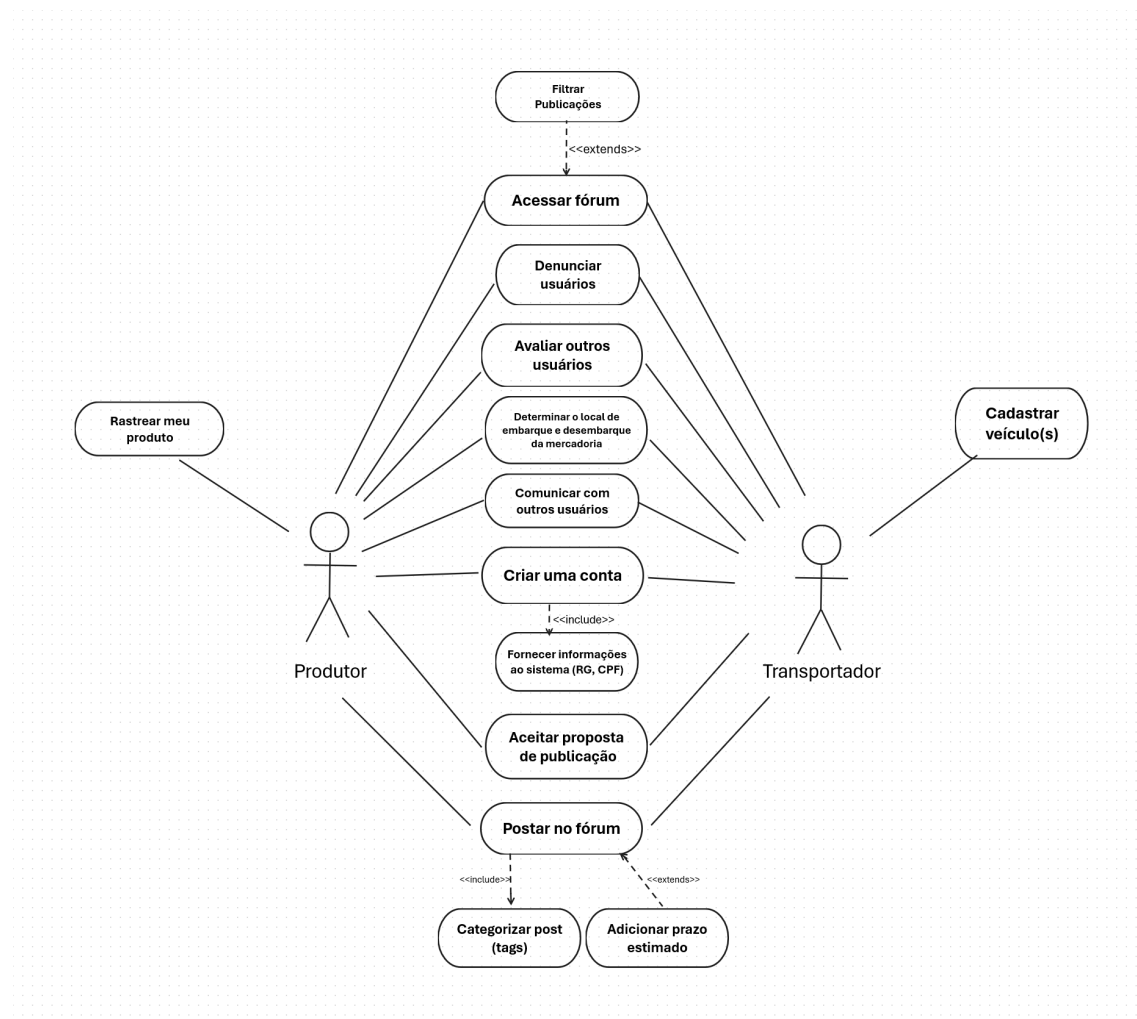 Filtrar
Publicações
<<extends>>
Acessar fórum
Denunciar
usuários
Avaliar outros
usuários
Determinar o local de
embarque e desembarque
da mercadoria
Rastrear meu
produto
Cadastrar
veículo(s)
Comunicar com
outros usuários
Criar uma conta
<<include>>
Fornecer informações
ao sistema (RG, CPF)
Produtor
Transportador
Aceitar proposta
de publicação
Postar no fórum
<<include>>
<<extends>>
Categorizar post
(tags)
Adicionar prazo
estimado